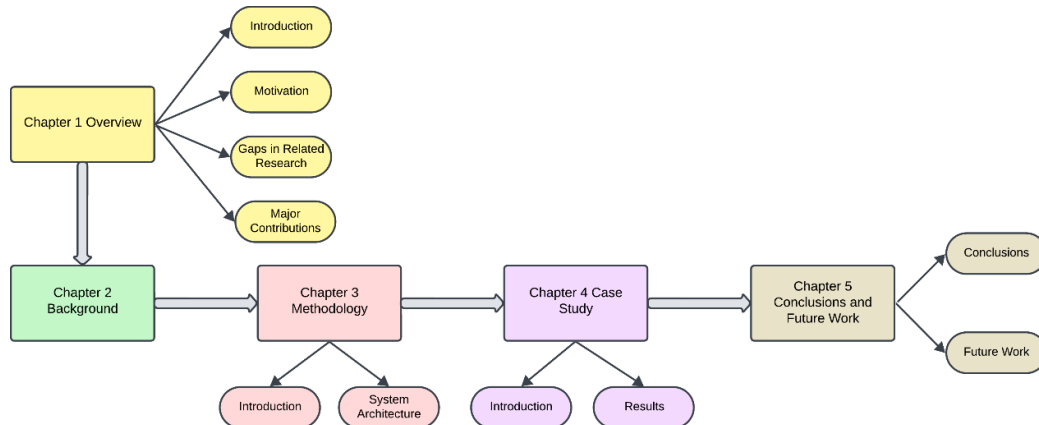 Introduction
Motivation
Chapter 1 Overview
Gaps in Related
Research
Major
Contributions
Chapter 2
Background
Chapter 3
Methodology
Chapter 4 Case
Study
Chapter 5
Conclusions and
Future Work
Conclusions
Future Work
Introduction
System
Architecture
Introduction
Results